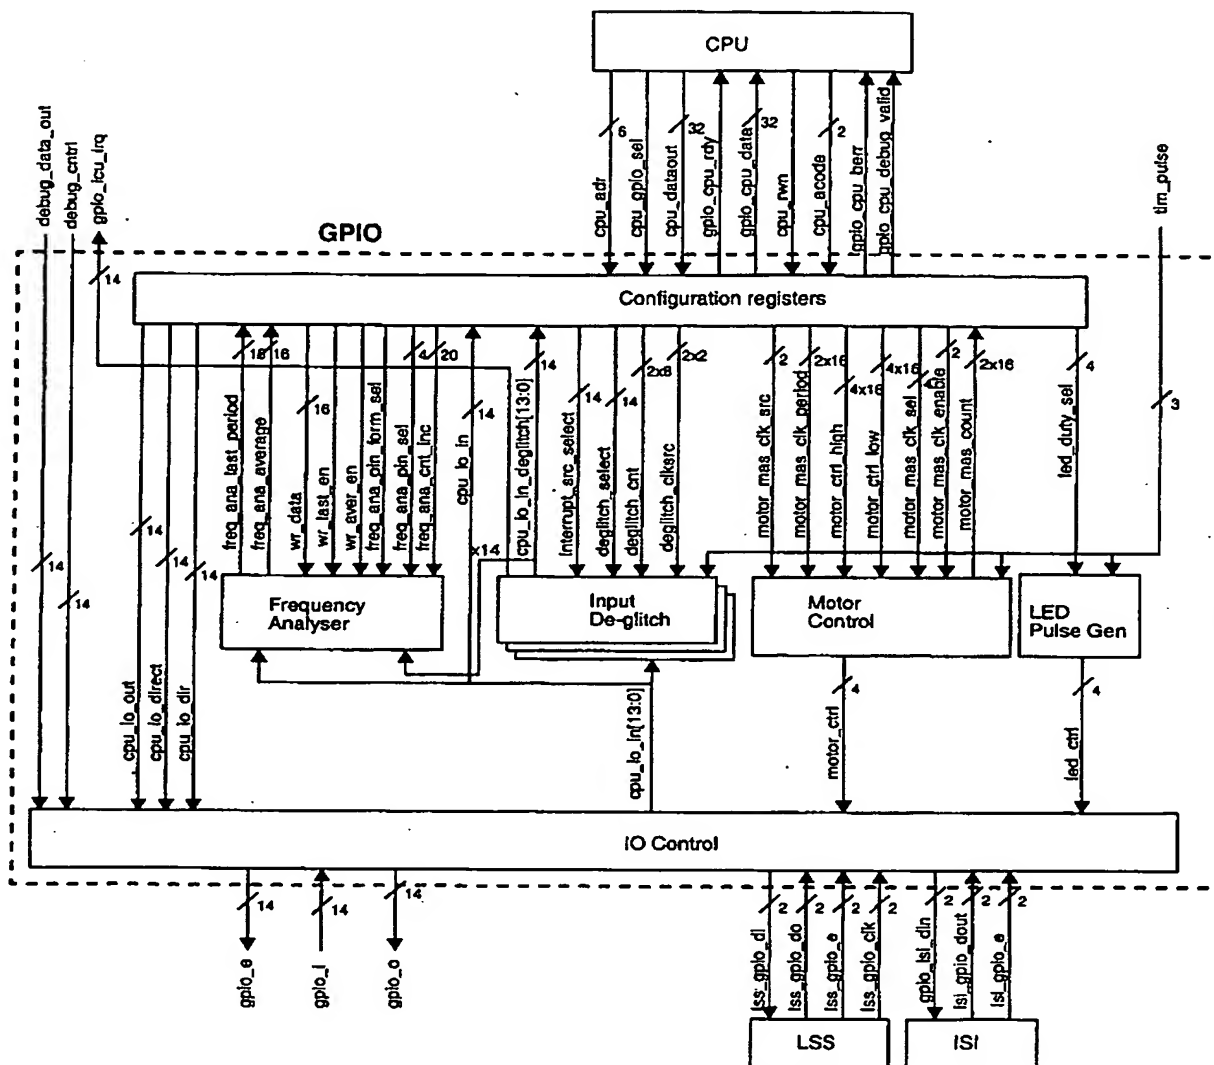 CPU
6
32
32
2
cpu_adr
cpu_gpio_sel
cpu_dataout
gpio_cpu_rdy
gpio_cpu_data
cpu_rwn
cpu_acode
gpio_cpu_berr
gpio_cpu_debug_valid
debug_data_out
debug_cntrl
gpio_icu_irq
tim_pulse
GPIO
14
Configuration registers
16
16
4
20
14
2
2x16
4x16
2
2x16
4
3
2x8
2x2
4x16
4
16
14
14
14
freq_ana_last_period
freq_ana_average
wr_data
wr_last_en
wr_aver_en
freq_ana_pin_form_sel
freq_ana_pin_sel
freq_ana_cnt_inc
cpu_io_in
cpu_io_in_deglitch[13:0]
interrupt_src_select
deglitch_select
deglitch_cnt
deglitch_clksrc
motor_mas_clk_src
motor_mas_clk_period
motor_ctrl_high
motor_ctrl_low
motor_mas_clk_sel
motor_mas_clk_enable
motor_mas_count
led_duty_sel
x14
14
14
14
14
14
Frequency
Analyser
Input
De-glitch
Motor
Control
LED
Pulse Gen
cpu_io_out
cpu_io_direct
cpu_io_dir
cpu_io_in[13:0]
motor_ctrl
4
led_ctrl
4
IO Control
14
14
14
2
2
2
2
2
2
2
gpio_e
gpio_i
gpio_o
lss_gpio_di
lss_gpio_do
lss_gpio_e
lss_gpio_clk
gpio_isi_din
isi_gpio_dout
isi_gpio_e
LSS
ISI